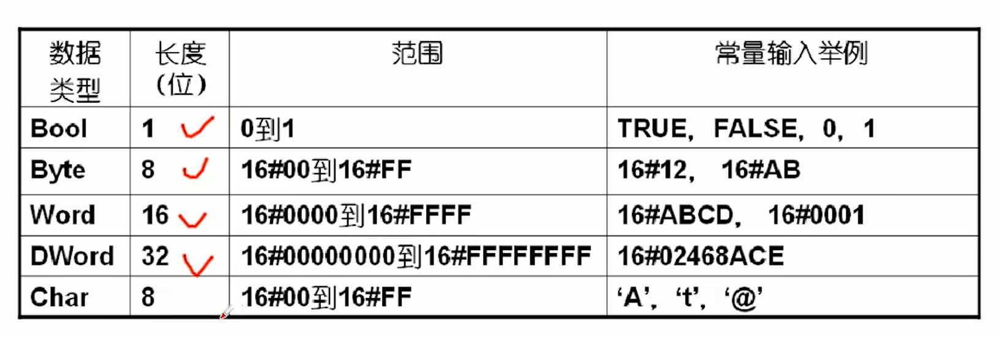 数据类型 长度(位) 范围 常量输入举例
Bool 1 0到1 TRUE，FALSE，0，1
Byte 8 16#00到16#FF 16#12， 16#AB
Word 16 16#0000到16#FFFF 16#ABCD， 16#0001
DWord 32 16#00000000到16#FFFFFFFF 16#02468ACE
Char 8 16#00到16#FF ‘A’，‘t’，‘@’